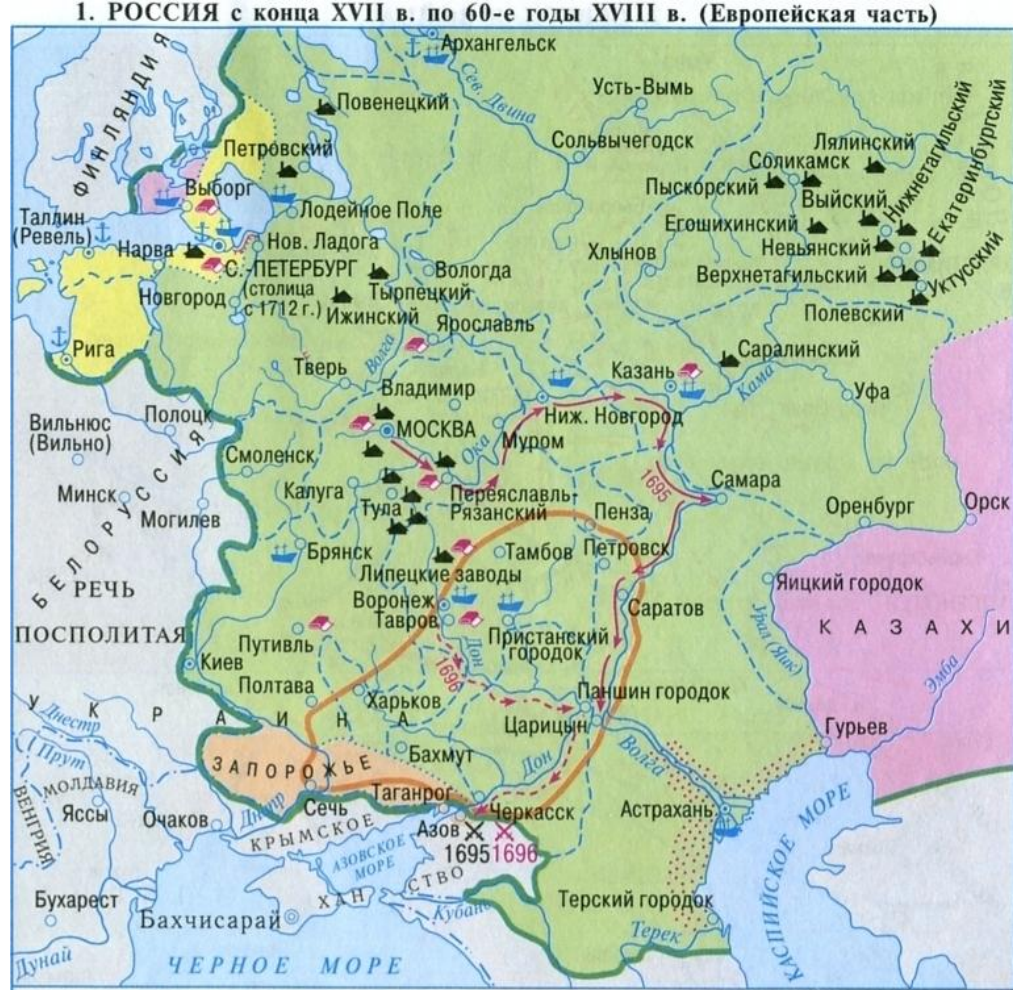 1. РОССИЯ с конца XVII в. по 60-е годы XVIII в. (Европейская часть)
Архангельск
Сев. Двина
ФИНЛЯНДИЯ
Повенецкий
Усть-Вымь
Сольвычегодск
Лялинский
Нижнетагильский
Екатеринбургский
Петровский
Соликамск
Пыскорский
Выйский
Выборг
Лодейное Поле
Егошихинский
Таллин
(Ревель)
Нарва
Нов. Ладога
Хлынов
Невьянский
С.-ПЕТЕРБУРГ
(столица
с 1712 г.)
Вологда
Верхнетагильский
Уктусский
Новгород
Тырпецкий
Ижинский
Полевский
Ярославль
Рига
Волга
Саралинский
Тверь
Казань
Кама
Владимир
Уфа
Полоцк
Вильнюс
(Вильно)
МОСКВА
Ока
Муром
Ниж. Новгород
Смоленск
1695
Минск
Калуга
Тула
Переяславль-
Рязанский
Самара
Могилев
Пенза
Оренбург
Орск
БЕЛОРУССИЯ
Брянск
Тамбов
Петровск
Липецкие заводы
РЕЧЬ
ПОСПОЛИТАЯ
Яицкий городок
Воронеж
Тавров
Саратов
КАЗАХИ
Путивль
Пристанский
городок
Урал (Яик)
Киев
Дон
1696
Эмба
Полтава
Харьков
Паншин городок
УКРАИНА
Царицын
Днестр
Гурьев
Бахмут
Волга
Прут
ЗАПОРОЖЬЕ
Дон
МОЛДАВИЯ
ВЕНГРИЯ
Яссы
Сечь
Таганрог
Астрахань
Очаков
Днепр
Черкасск
КРЫМСКОЕ
Азов
1695
1696
АЗОВСКОЕ
МОРЕ
ХАНСТВО
КАСПИЙСКОЕ МОРЕ
Бухарест
Бахчисарай
Кубань
Терский городок
Терек
Дунай
ЧЕРНОЕ МОРЕ